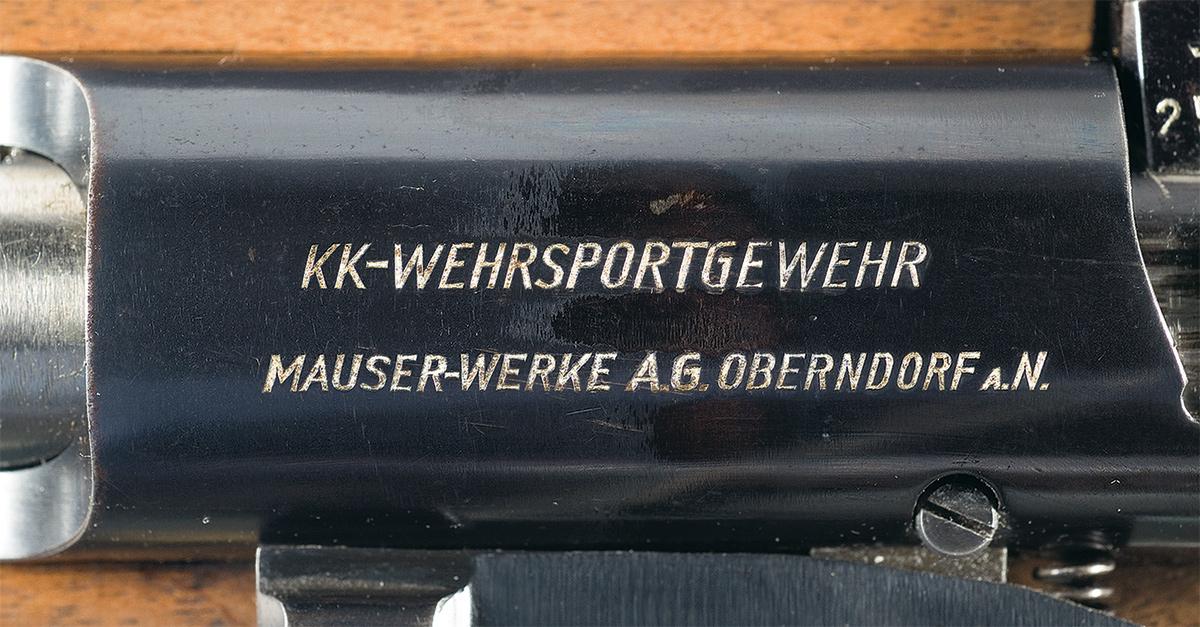 KK-WEHRSPORTGEWEHR
MAUSER-WERKE A.G. OBERNDORF A.N.